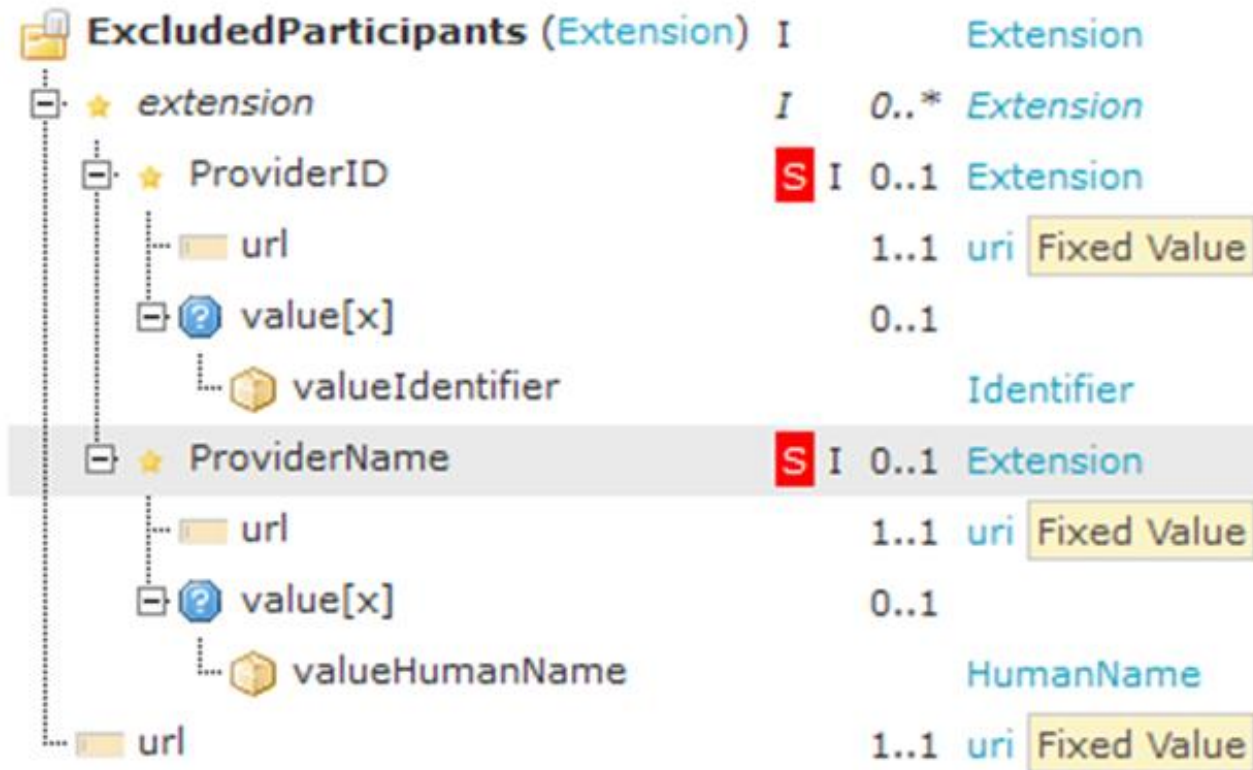 ExcludedParticipants (Extension) I Extension
extension I 0..* Extension
ProviderID S I 0..1 Extension
url 1..1 uri Fixed Value
value[x] 0..1
valueIdentifier Identifier
ProviderName S I 0..1 Extension
url 1..1 uri Fixed Value
value[x] 0..1
valueHumanName HumanName
url 1..1 uri Fixed Value